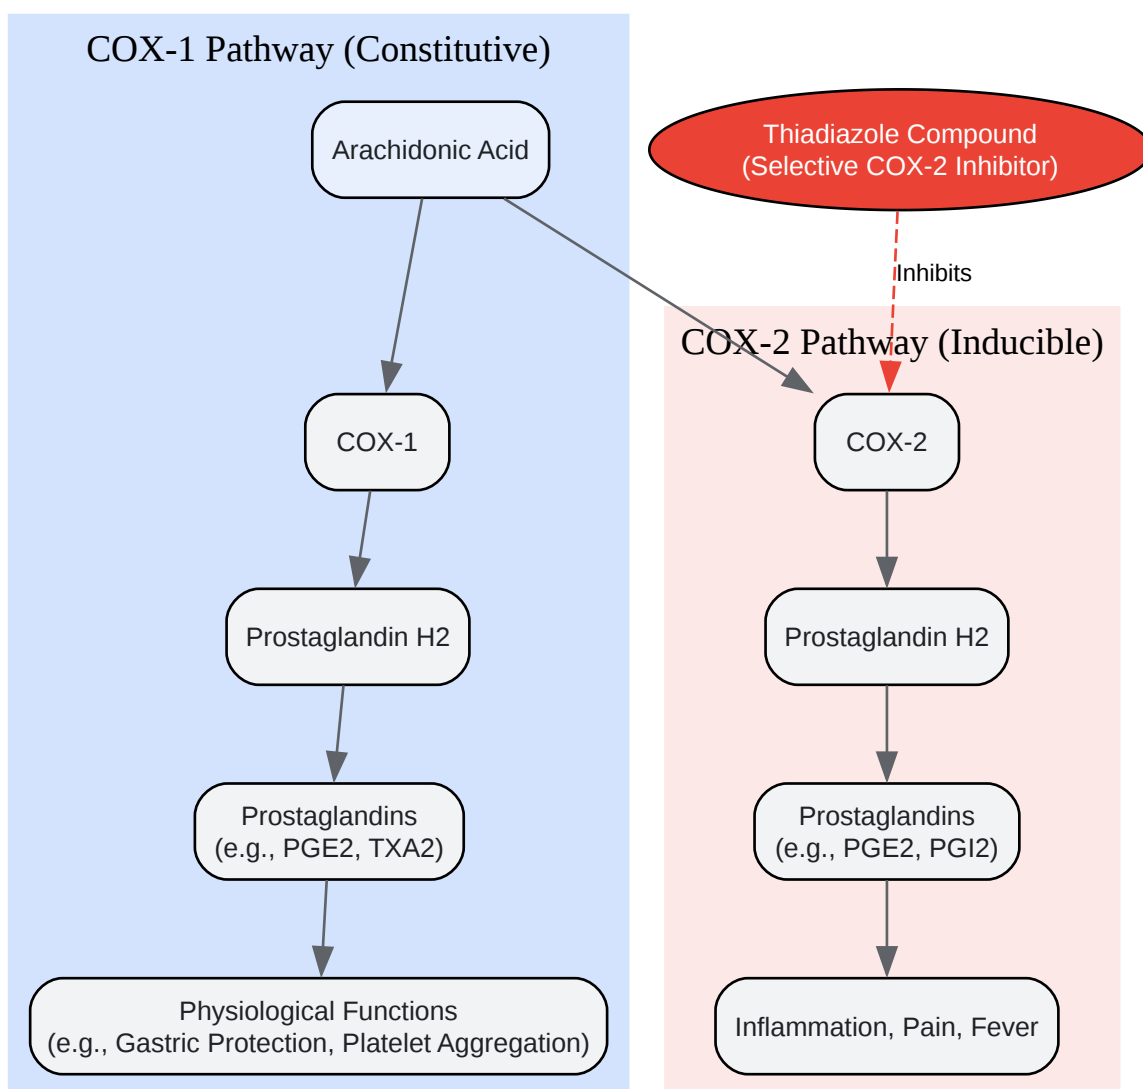 COX-1 Pathway (Constitutive)
Arachidonic Acid
Thiadiazole Compound
(Selective COX-2 Inhibitor)
Inhibits
COX-2 Pathway (Inducible)
COX-1
COX-2
Prostaglandin H2
Prostaglandin H2
Prostaglandins
(e.g., PGE2, TXA2)
Prostaglandins
(e.g., PGE2, PGI2)
Physiological Functions
(e.g., Gastric Protection, Platelet Aggregation)
Inflammation, Pain, Fever